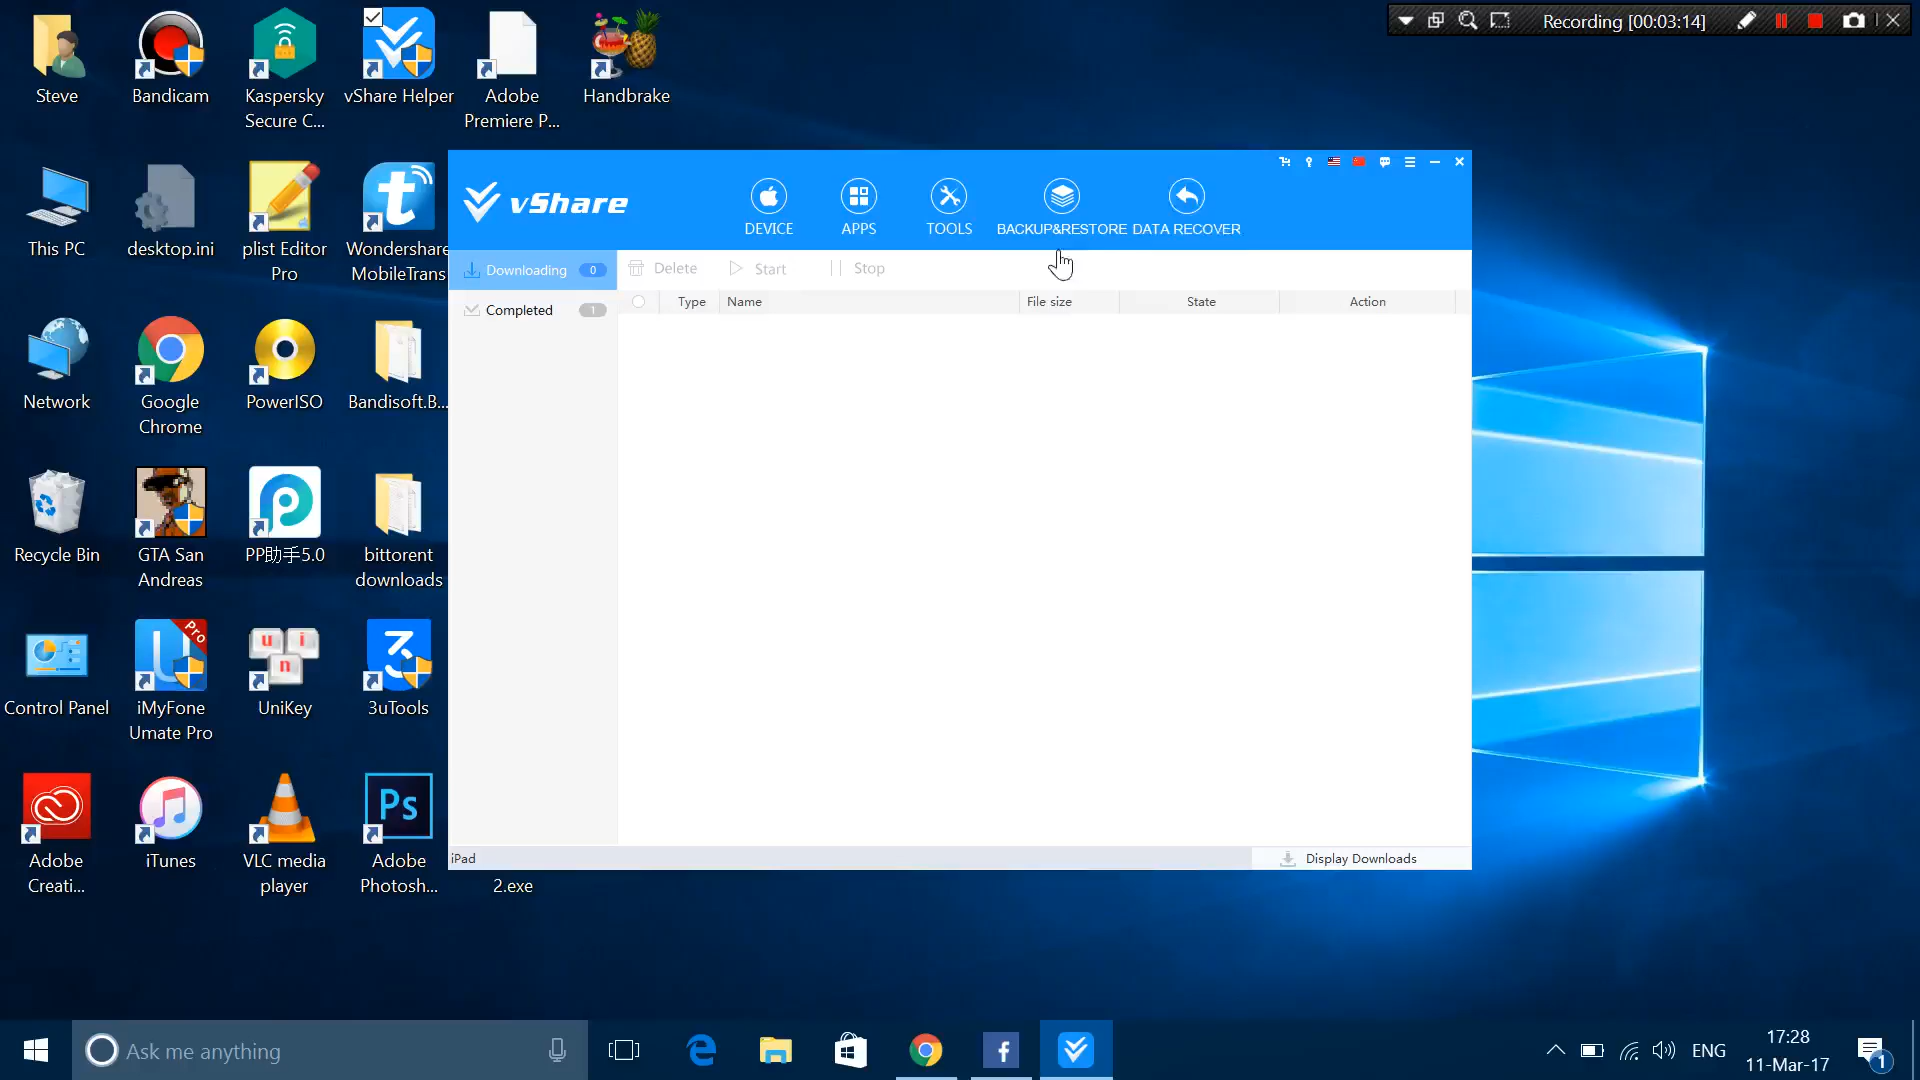 Recording [00:03:14]
Steve
Bandicam
Kaspersky
Secure C...
vShare Helper
Adobe
Premiere P...
Handbrake
This PC
desktop.ini
plist Editor
Pro
Wondershare
MobileTrans
Network
Google
Chrome
PowerISO
Bandisoft.B...
Recycle Bin
GTA San
Andreas
PP助手5.0
bittorent
downloads
Control Panel
Pro
iMyFone
Umate Pro
u i
n
UniKey
3uTools
Adobe
Creati...
iTunes
VLC media
player
Ps
Adobe
Photosh...
2.exe
vShare
DEVICE
APPS
TOOLS
BACKUP&RESTORE
DATA RECOVER
Downloading 0
Completed 1
Delete
Start
Stop
Type
Name
File size
State
Action
iPad
Display Downloads
Ask me anything
ENG
17:28
11-Mar-17
1